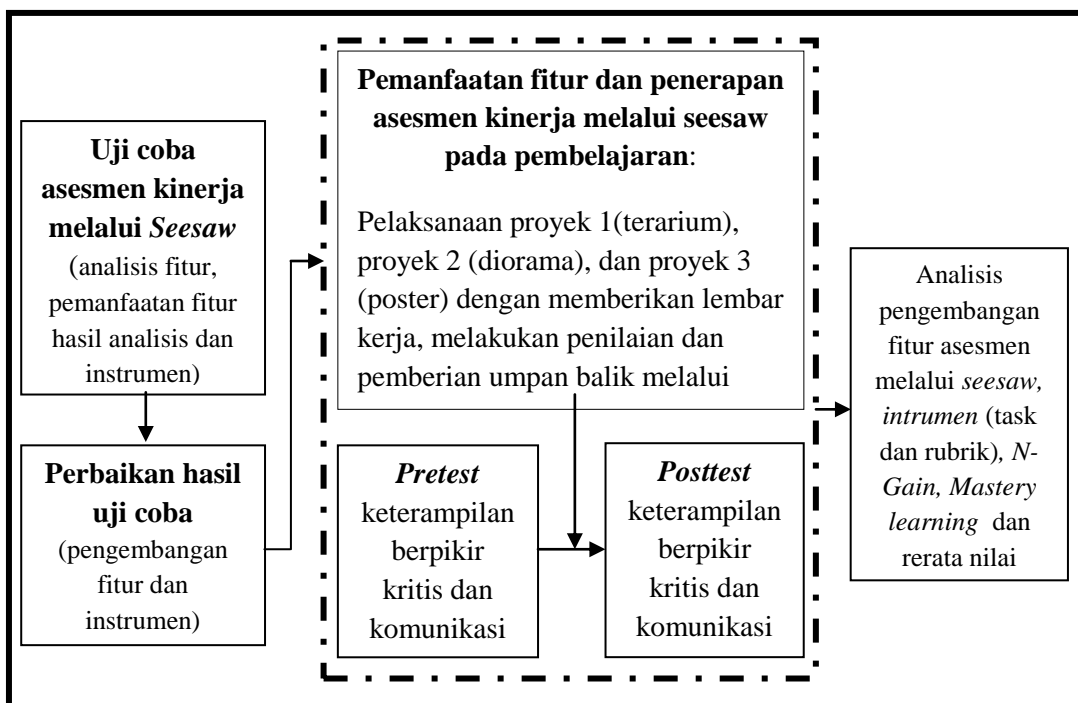 Uji coba
asesmen kinerja
melalui Seesaw
(analisis fitur,
pemanfaatan fitur
hasil analisis dan
instrumen)
Perbaikan hasil
uji coba
(pengembangan
fitur dan
instrumen)
Pemanfaatan fitur dan penerapan
asesmen kinerja melalui seesaw
pada pembelajaran:
Pelaksanaan proyek 1(terarium),
proyek 2 (diorama), dan proyek 3
(poster) dengan memberikan lembar
kerja, melakukan penilaian dan
pemberian umpan balik melalui
Pretest
keterampilan
berpikir
kritis dan
komunikasi
Posttest
keterampilan
berpikir
kritis dan
komunikasi
Analisis
pengembangan
fitur asesmen
melalui seesaw,
intrumen (task
dan rubrik), N-
Gain, Mastery
learning dan
rerata nilai